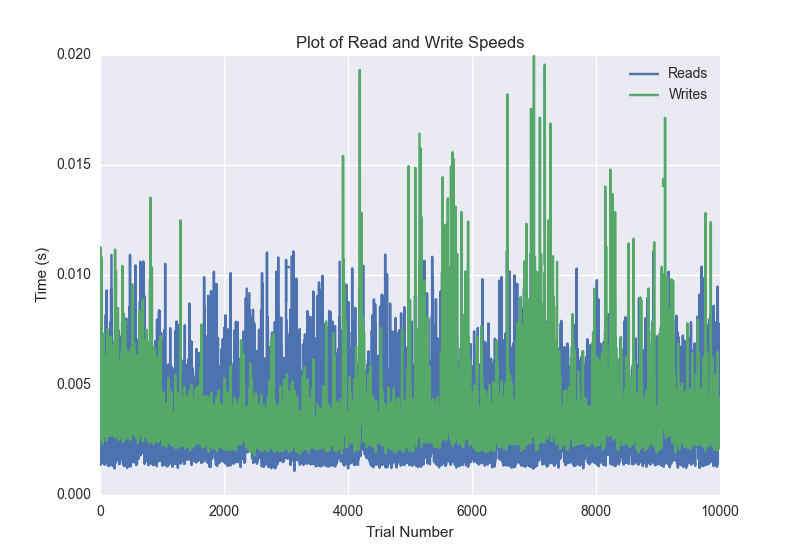 Plot of Read and Write Speeds
0.020
Reads
Writes
0.015
0.010
Time (s)
0.005
0.000
0 2000 4000 6000 8000 10000
Trial Number